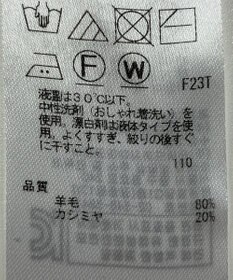 F W
F23T
液温は30℃以下。
中性洗剤(おしゃれ着洗い)を
使用、漂白剤は液体タイプを使
用。よくすすぎ、絞りの後すぐ
に干すこと。
110
品質
羊毛 80%
カシミヤ 20%